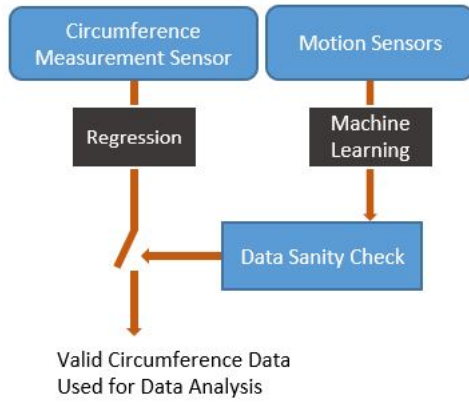 Circumference
Measurement Sensor
Motion Sensors
Regression
Machine
Learning
Data Sanity Check
Valid Circumference Data
Used for Data Analysis